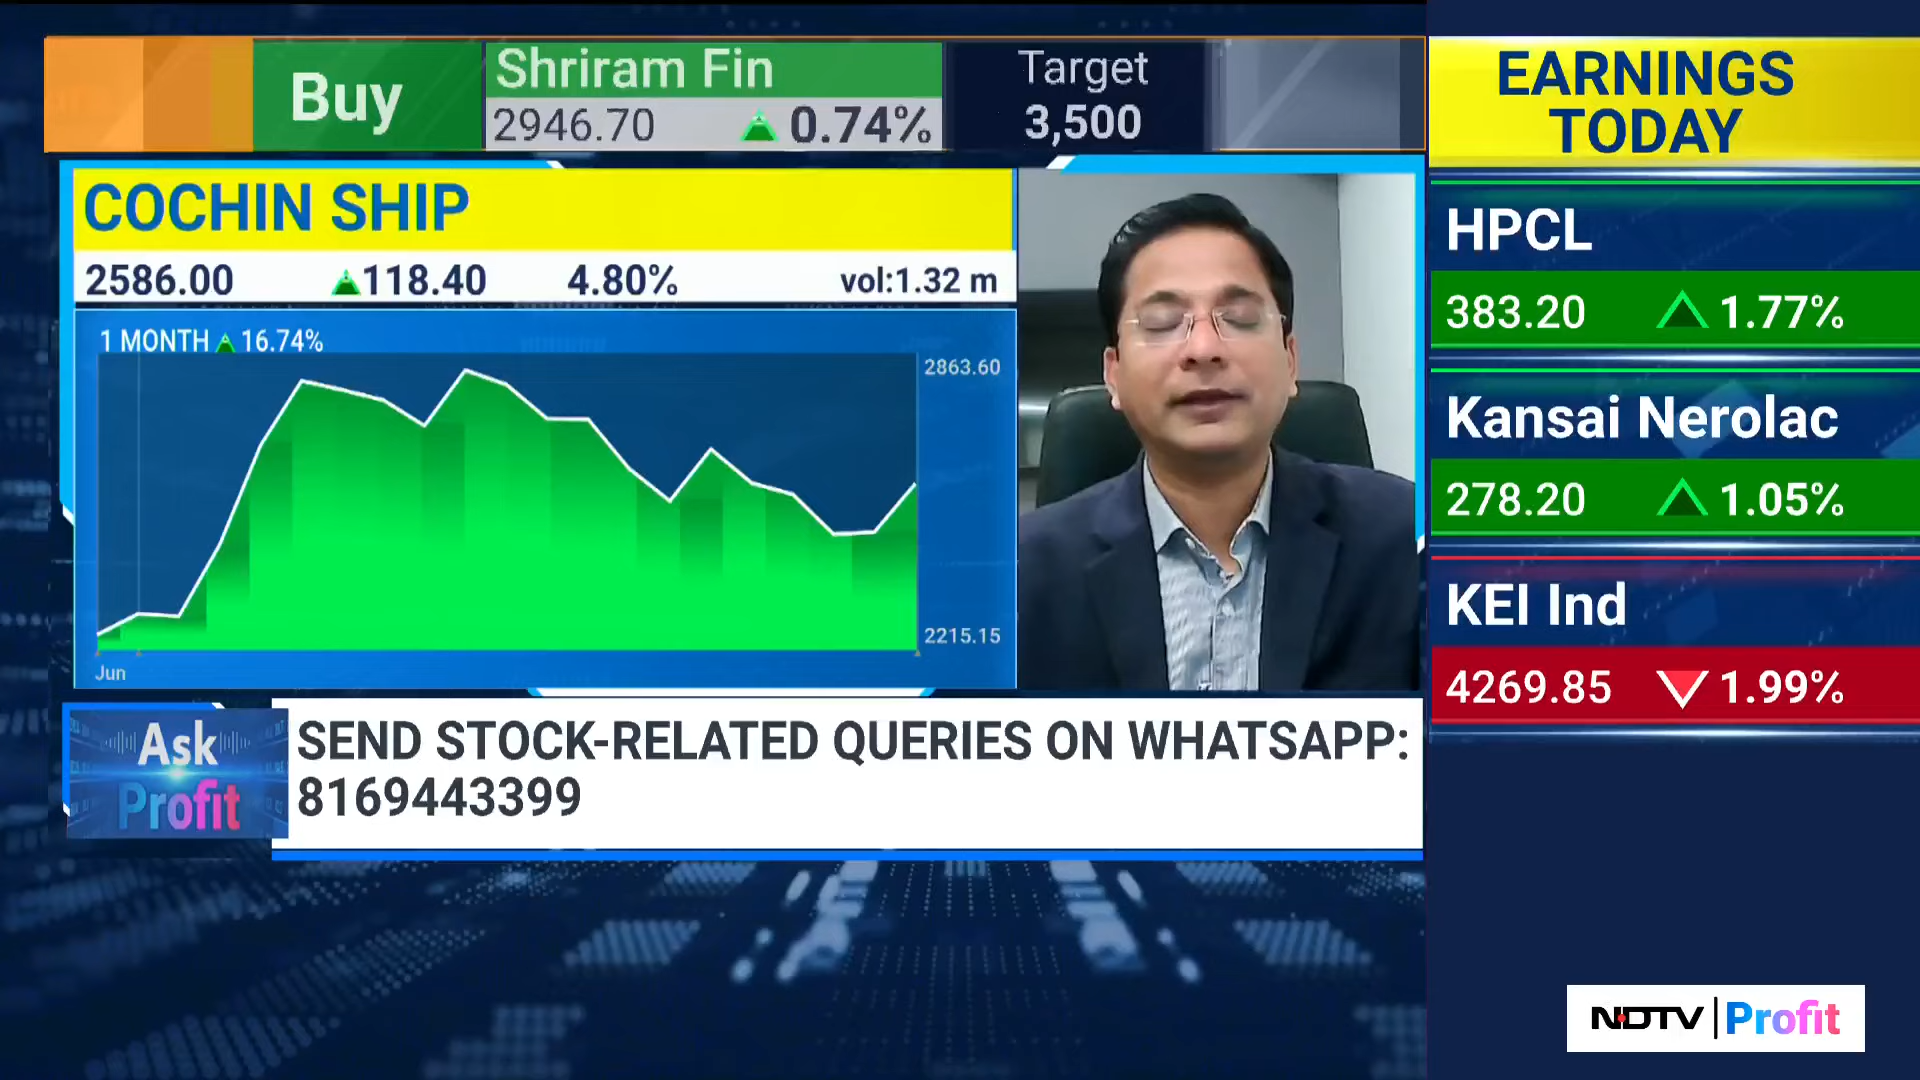 Buy
Shriram Fin
2946.70 0.74%
Target
3,500
EARNINGS
TODAY
COCHIN SHIP
2586.00 118.40 4.80% vol:1.32 m
1 MONTH 16.74%
2863.60
2215.15
Jun
HPCL
383.20 1.77%
Kansai Nerolac
278.20 1.05%
KEI Ind
4269.85 1.99%
Ask
Profit
SEND STOCK-RELATED QUERIES ON WHATSAPP:
8169443399
NDTV Profit